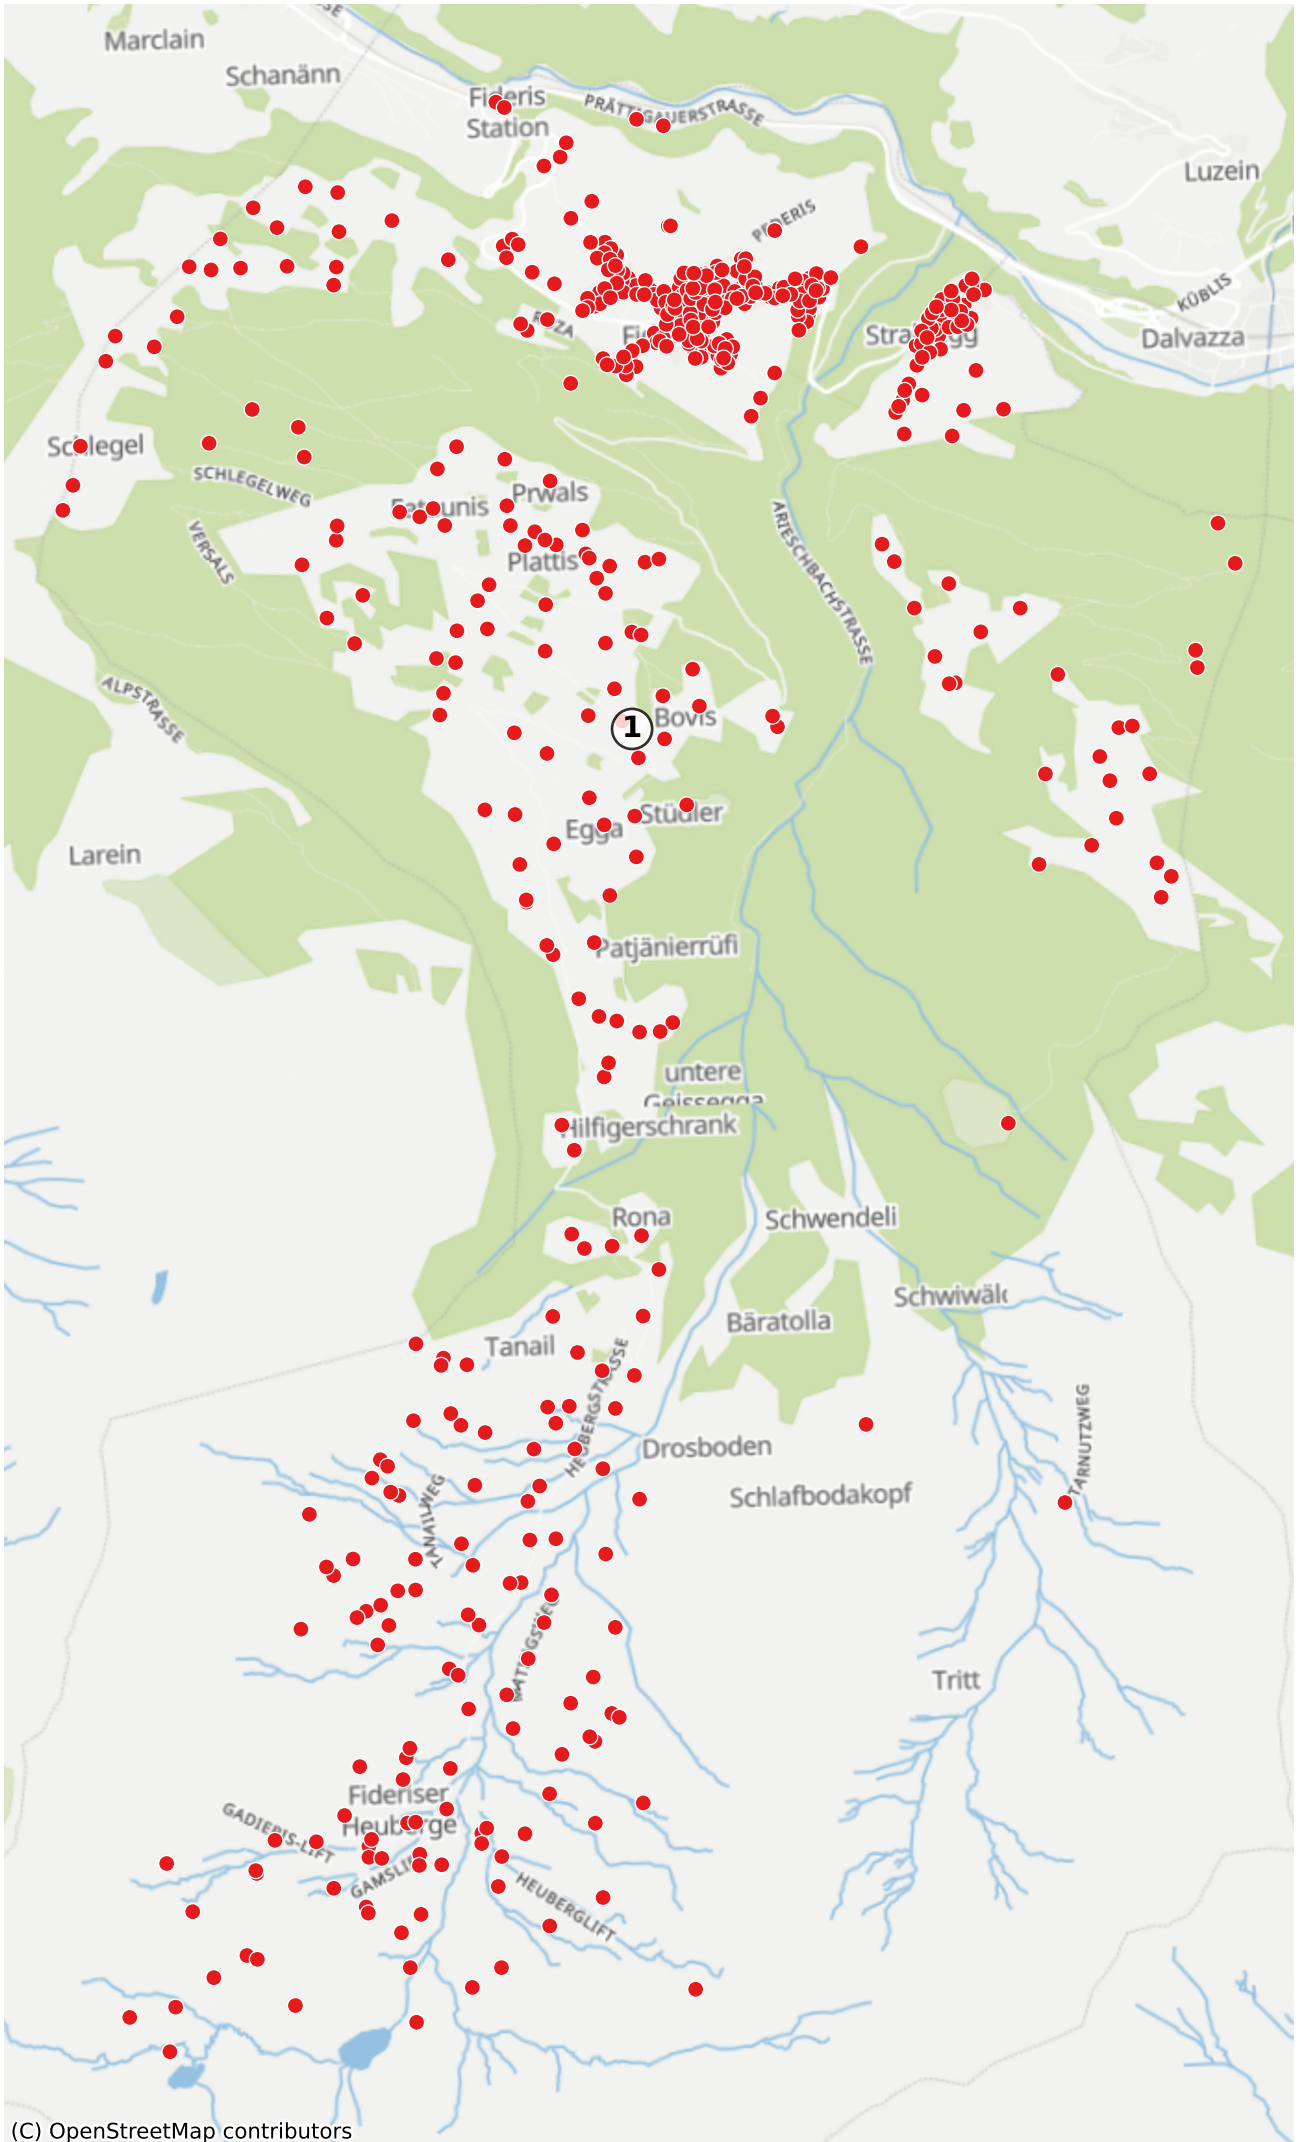 Marclain
Schanänn
Fideris
Station
PRÄTTIGAUERSTRASSE
Luzein
KÜBLIS
Dalvazza
Schlegel
SCHLEGELWEG
VERSALS
Prwals
Plattis
ARIESCHBACHSTRASSE
ALPSTRASSE
1
Bovis
Stüdler
Egga
Larein
Patjänierrüfi
untere
Geissegga
Hilfigerschrank
Rona
Schwendeli
Schwiwäld
Bäratolla
Tanail
HEUBERGSTRASSE
TARNUTZWEG
Drosboden
Schlafbodakopf
TANAILWEG
Tritt
Fideriser
Heuberge
GADIERIS-LIFT
HEUBERGLIFT
(C) OpenStreetMap contributors